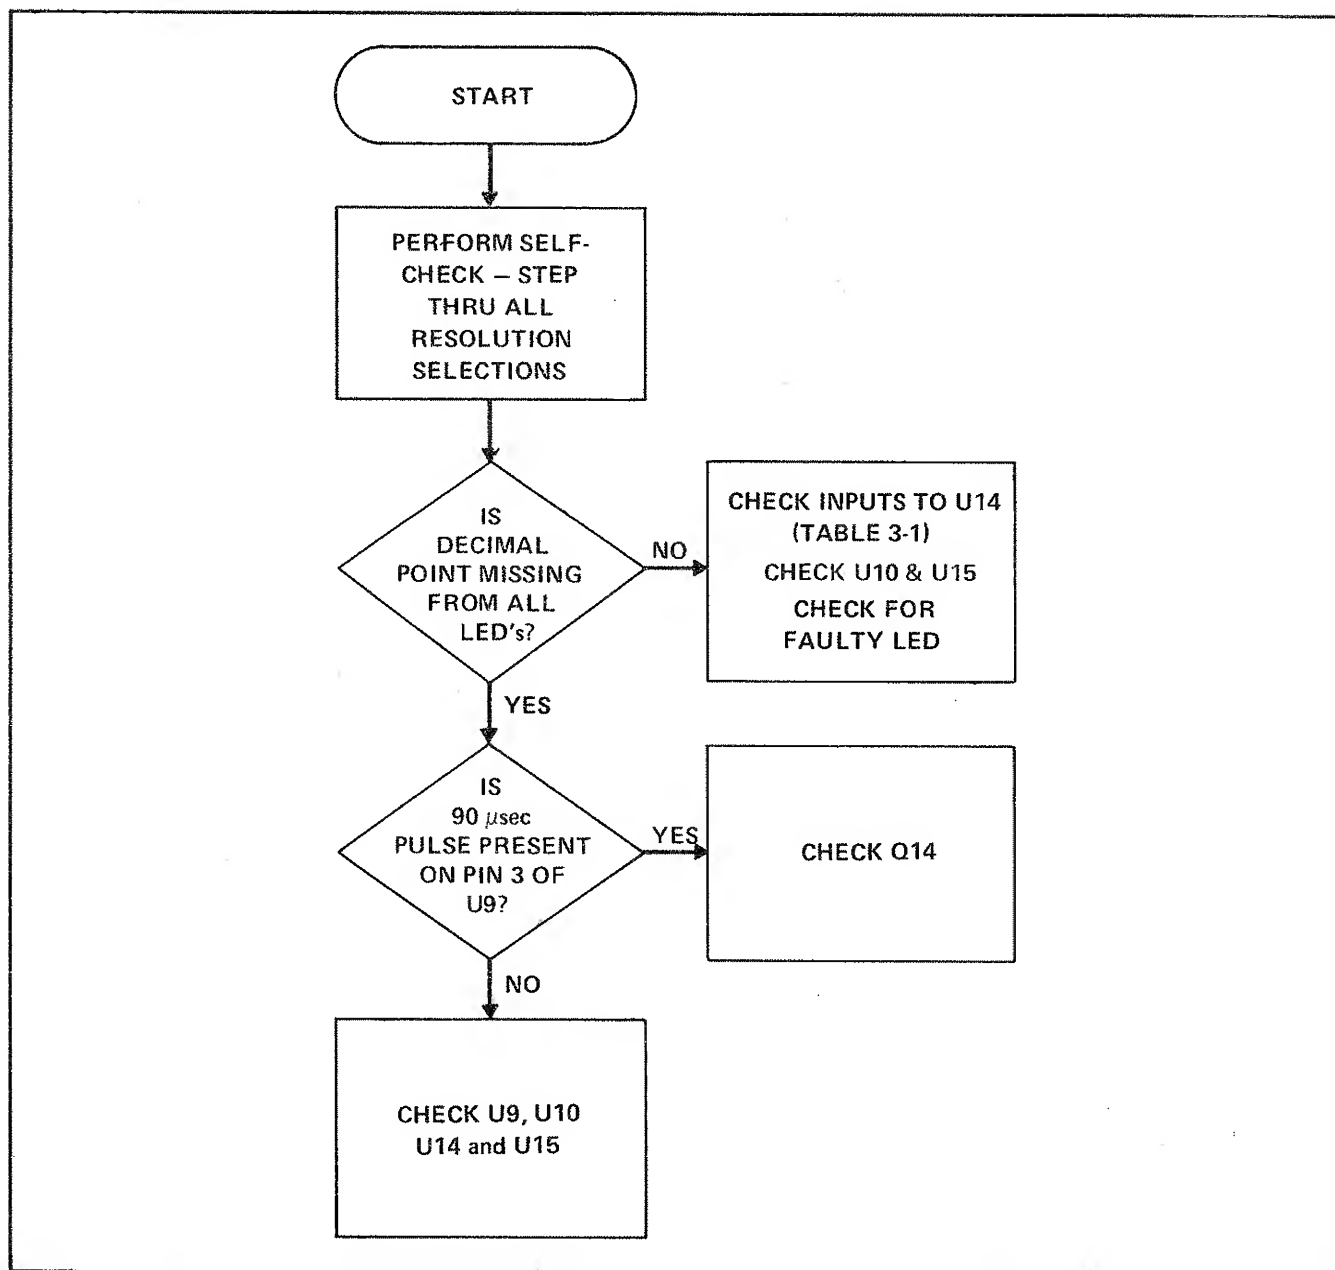 START
PERFORM SELF-
CHECK – STEP
THRU ALL
RESOLUTION
SELECTIONS
IS
DECIMAL
POINT MISSING
FROM ALL
LED's?
NO
CHECK INPUTS TO U14
(TABLE 3-1)
CHECK U10 & U15
CHECK FOR
FAULTY LED
YES
IS
90 μsec
PULSE PRESENT
ON PIN 3 OF
U9?
YES
CHECK Q14
NO
CHECK U9, U10
U14 and U15